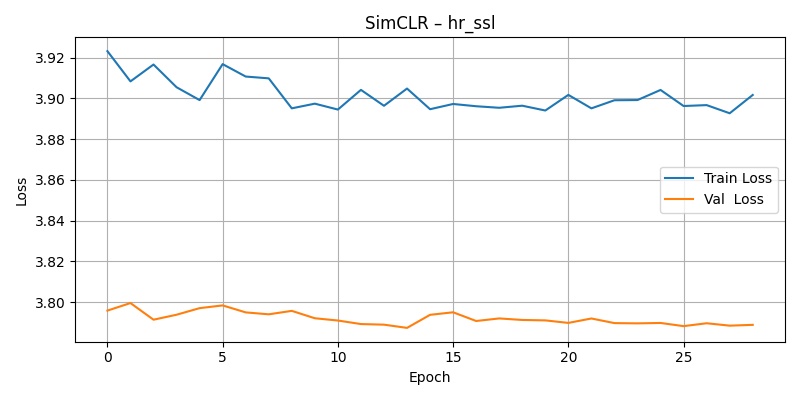 SimCLR – hr_ssl
3.92
3.90
3.88
3.86
3.84
3.82
3.80
Loss
Train Loss
Val  Loss
0 5 10 15 20 25
Epoch